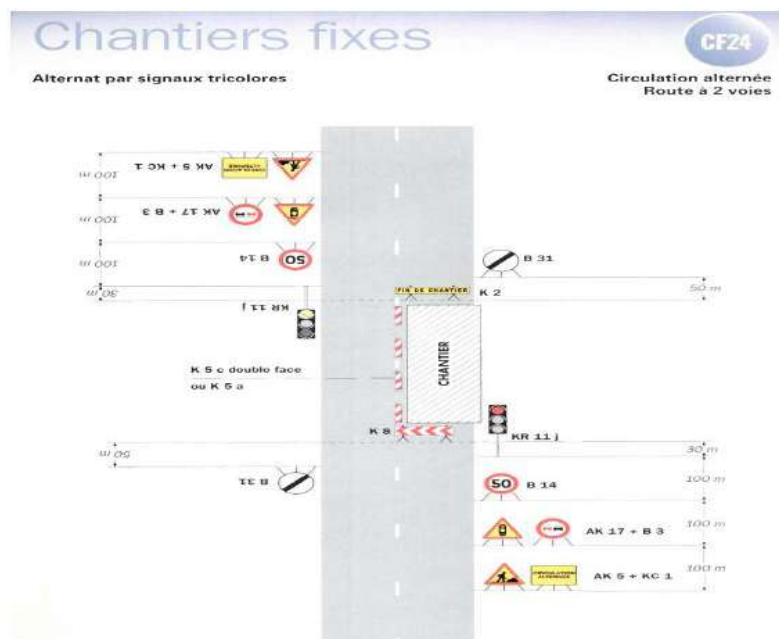 Chantiers fixes
CF24
Alternat par signaux tricolores
Circulation alternée
Route à 2 voies
100 m
AK 5 + KC 1
100 m
AK 17 + B 3
100 m
B 14
50
30 m
KR 11 j
B 31
50 m
FIN DE CHANTIER
K 2
K 5 c double face
ou K 5 a
CHANTIER
K 8
KR 11 j
50 m
30 m
B 31
50
B 14
100 m
AK 17 + B 3
100 m
AK 5 + KC 1
100 m